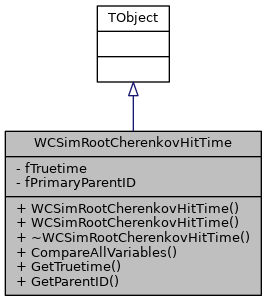 TObject
WCSimRootCherenkovHitTime
- fTruetime
- fPrimaryParentID
+ WCSimRootCherenkovHitTime()
+ WCSimRootCherenkovHitTime()
+ ~WCSimRootCherenkovHitTime()
+ CompareAllVariables()
+ GetTruetime()
+ GetParentID()